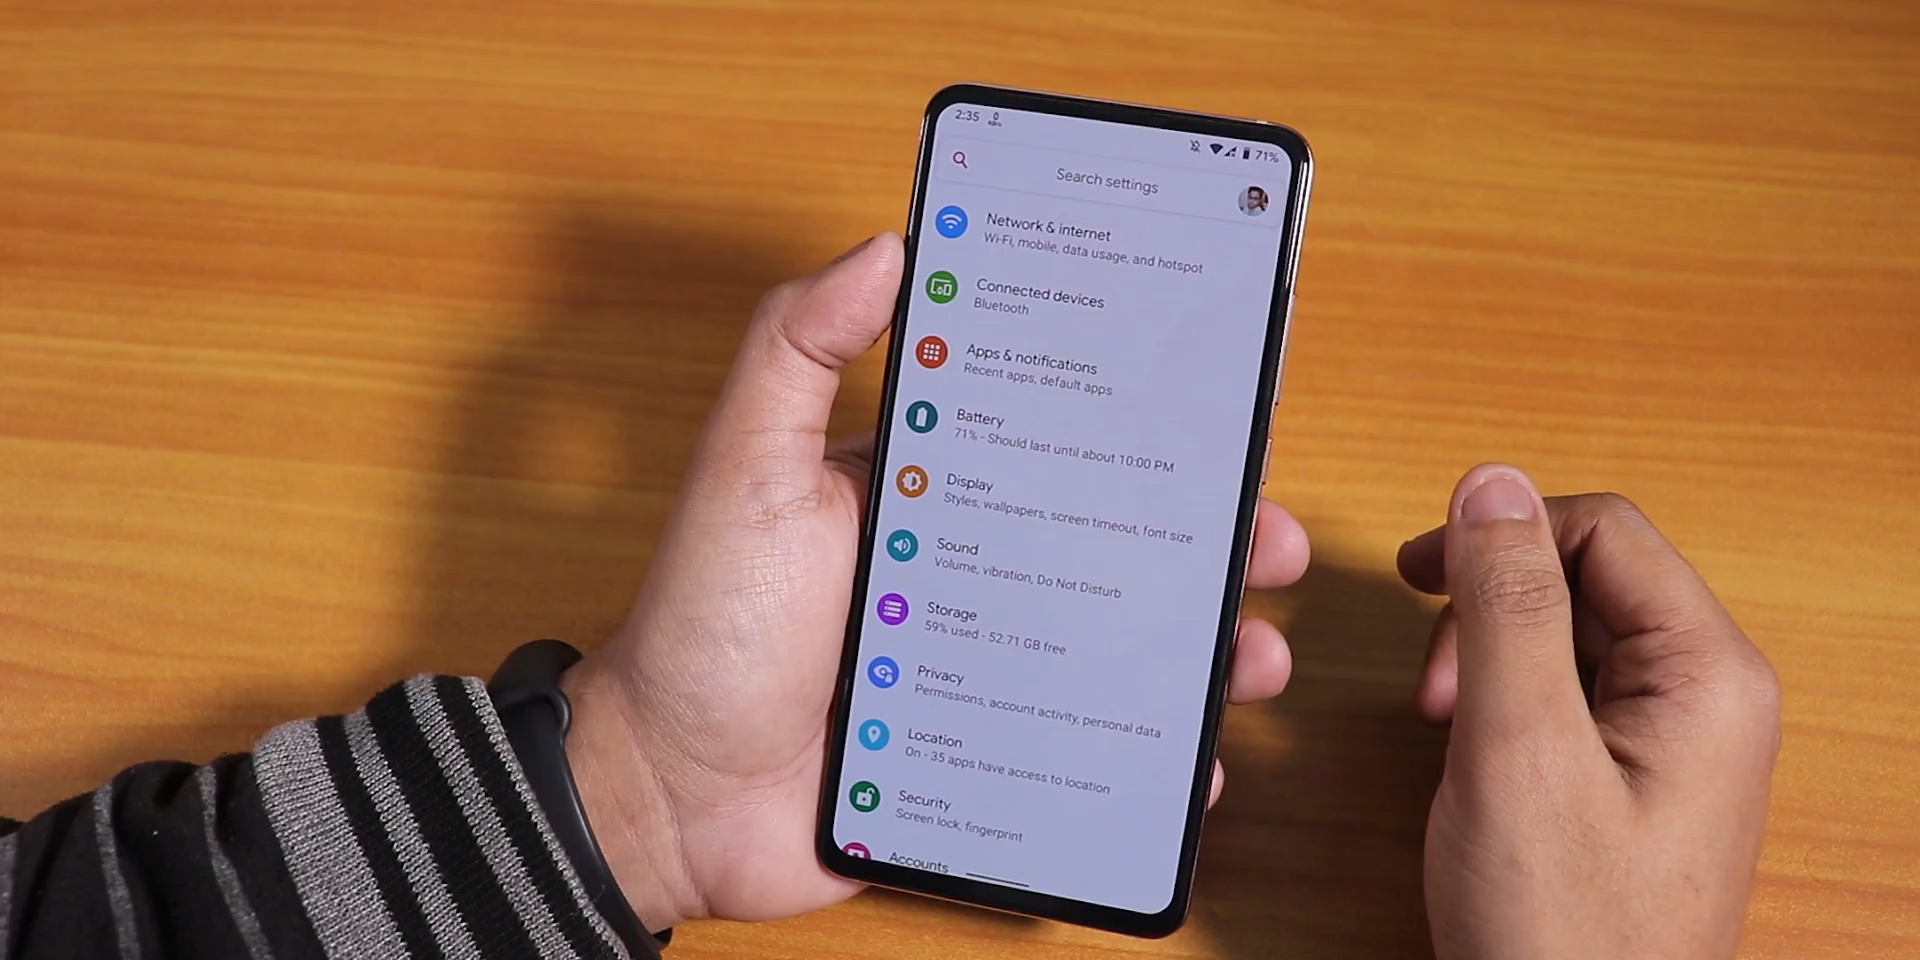 2:35
71%
Search settings
Network & internet
Wi-Fi, mobile, data usage, and hotspot
Connected devices
Bluetooth
Apps & notifications
Recent apps, default apps
Battery
71% - Should last until about 10:00 PM
Display
Styles, wallpapers, screen timeout, font size
Sound
Volume, vibration, Do Not Disturb
Storage
59% used - 52.71 GB free
Privacy
Permissions, account activity, personal data
Location
On - 35 apps have access to location
Security
Screen lock, fingerprint
Accounts